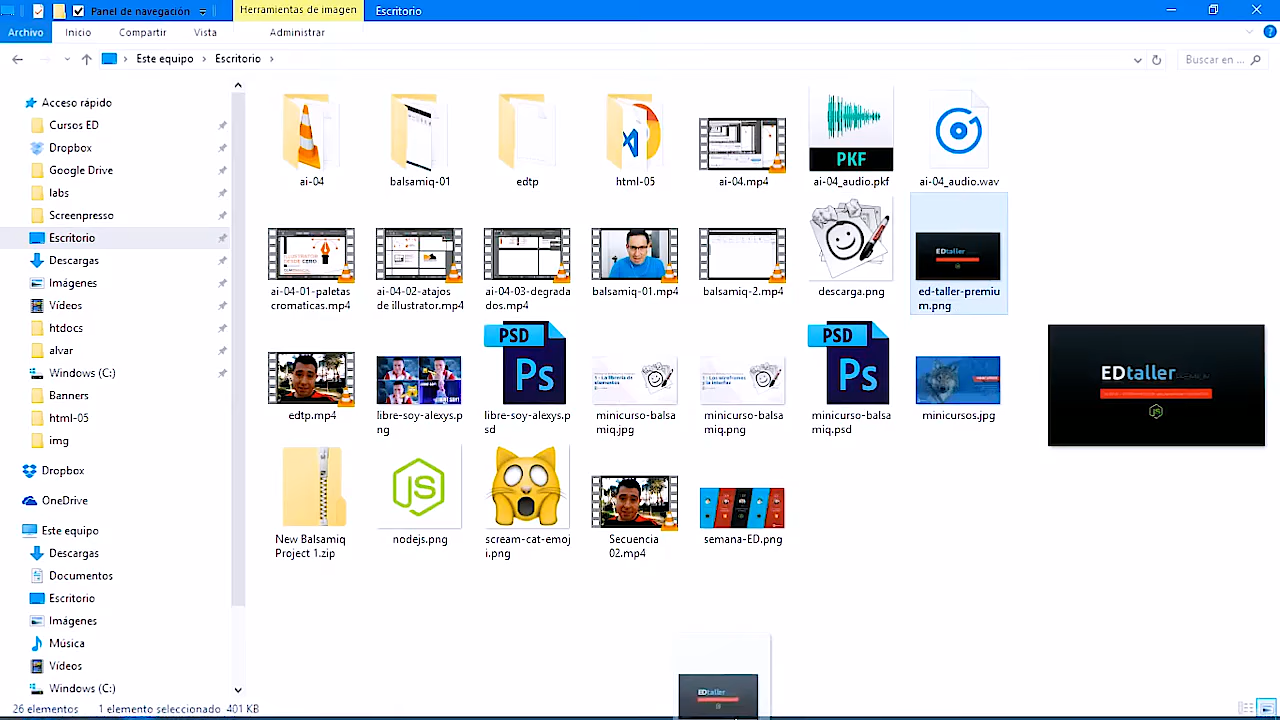 Panel de navegación
Herramientas de imagen
Escritorio
Archivo
Inicio
Compartir
Vista
Administrar
Este equipo
Escritorio
Buscar en ...
Acceso rápido
Cursos ED
Dropbox
Google Drive
labs
Screenpresso
Escritorio
Descargas
Imágenes
Vídeos
htdocs
alvar
Windows (C:)
Banners
html-05
img
Dropbox
OneDrive
Este equipo
Descargas
Documentos
Escritorio
Imágenes
Música
Vídeos
Windows (C:)
ai-04
balsamiq-01
edtp
html-05
ai-04.mp4
PKF
ai-04_audio.pkf
ai-04_audio.wav
ai-04-01-paletas
cromaticas.mp4
ai-04-02-atajos
de illustrator.mp4
ai-04-03-degrada
dos.mp4
balsamiq-01.mp4
balsamiq-2.mp4
descarga.png
EDtaller
ed-taller-premiu
m.png
edtp.mp4
libre-soy-alexys.p
ng
PSD
Ps
libre-soy-alexys.p
sd
minicurso-balsa
miq.jpg
minicurso-balsa
miq.png
PSD
Ps
minicurso-balsa
miq.psd
minicursos.jpg
EDtaller
New Balsamiq
Project 1.zip
JS
nodejs.png
scream-cat-emoj
i.png
Secuencia
02.mp4
semana-ED.png
EDtaller
26 elementos
1 elemento seleccionado 401 KB